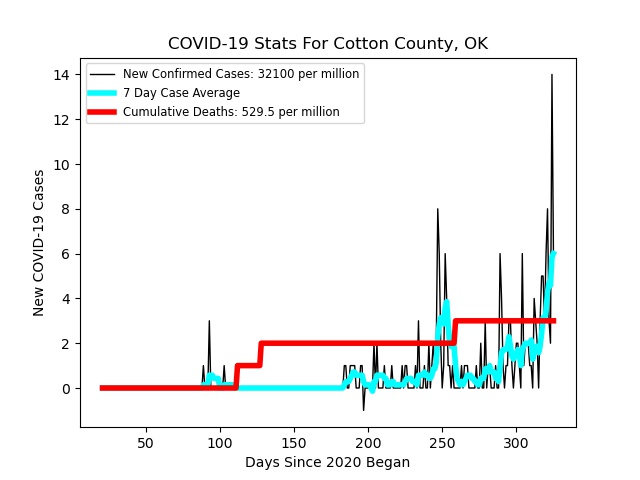 COVID-19 Stats For Cotton County, OK
New Confirmed Cases: 32100 per million
7 Day Case Average
Cumulative Deaths: 529.5 per million
New COVID-19 Cases
14
12
10
8
6
4
2
0
50 100 150 200 250 300
Days Since 2020 Began